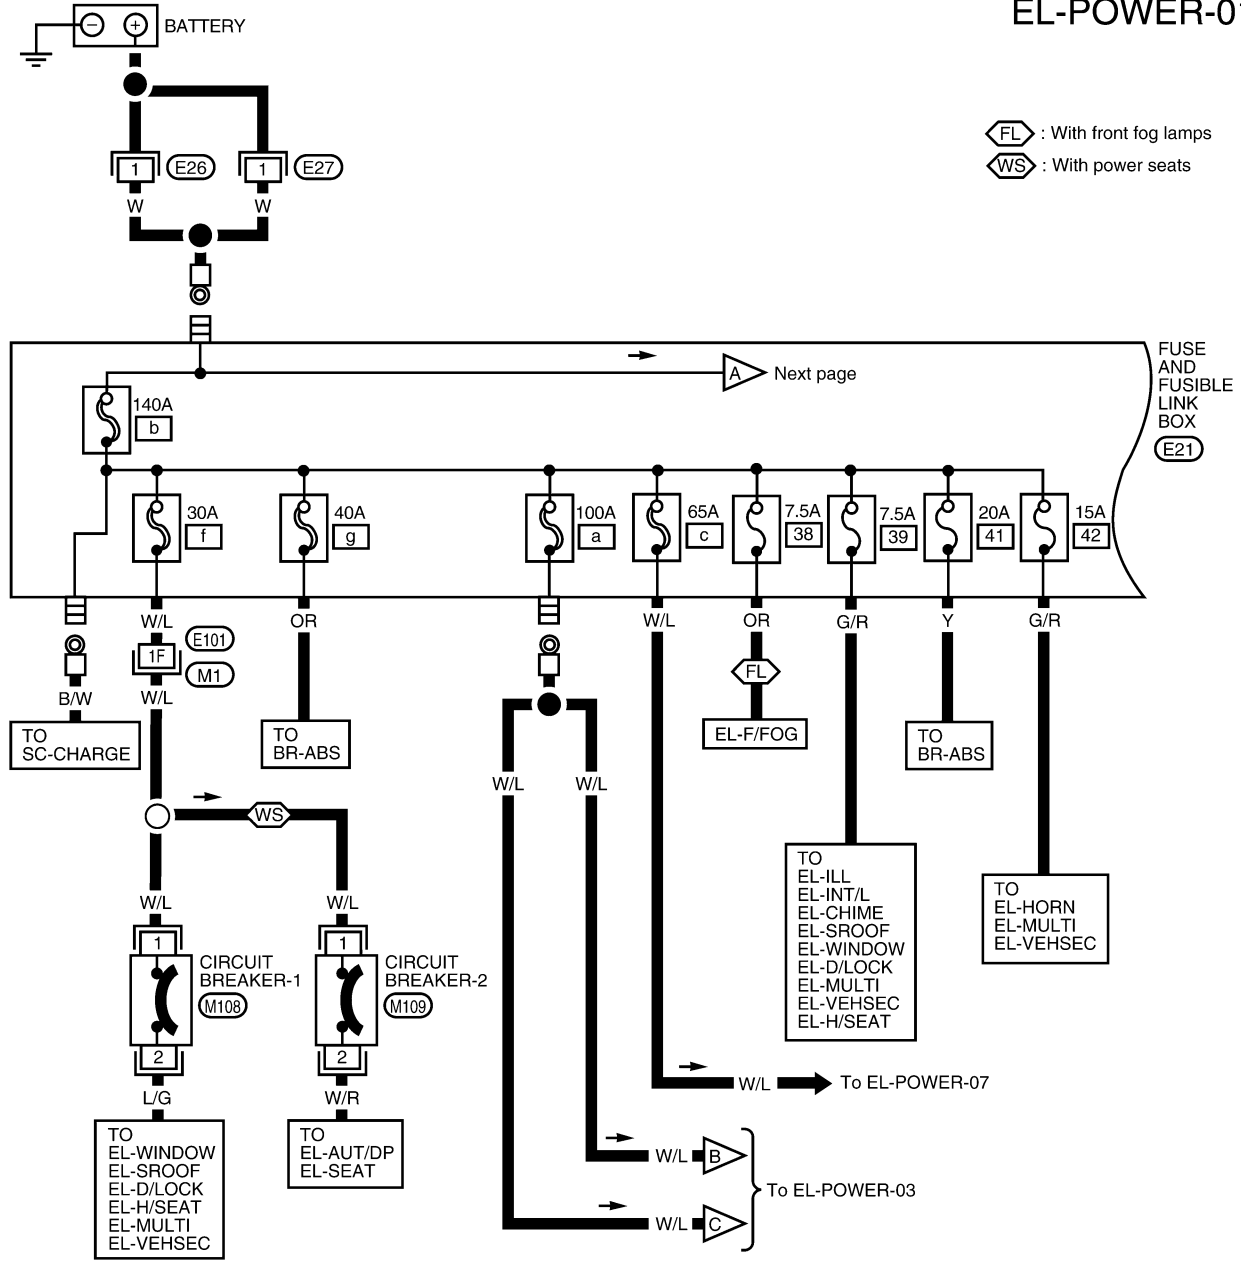 EL-POWER-01
− + BATTERY
FL : With front fog lamps
WS : With power seats
1 E26 1 E27
W W
FUSE
AND
FUSIBLE
LINK
BOX
E21
A Next page
140A
b
30A
f
40A
g
100A
a
65A
c
7.5A
38
7.5A
39
20A
41
15A
42
W/L OR W/L OR G/R Y G/R
E101
1F
M1
B/W W/L
FL
TO
SC-CHARGE
TO
BR-ABS
EL-F/FOG
TO
BR-ABS
W/L W/L
WS
TO
EL-ILL
EL-INT/L
EL-CHIME
EL-SROOF
EL-WINDOW
EL-D/LOCK
EL-MULTI
EL-VEHSEC
EL-H/SEAT
TO
EL-HORN
EL-MULTI
EL-VEHSEC
W/L W/L
1 1
CIRCUIT
BREAKER-1
M108
CIRCUIT
BREAKER-2
M109
2 2
L/G W/R
W/L To EL-POWER-07
TO
EL-WINDOW
EL-SROOF
EL-D/LOCK
EL-H/SEAT
EL-MULTI
EL-VEHSEC
TO
EL-AUT/DP
EL-SEAT
W/L B
To EL-POWER-03
W/L C